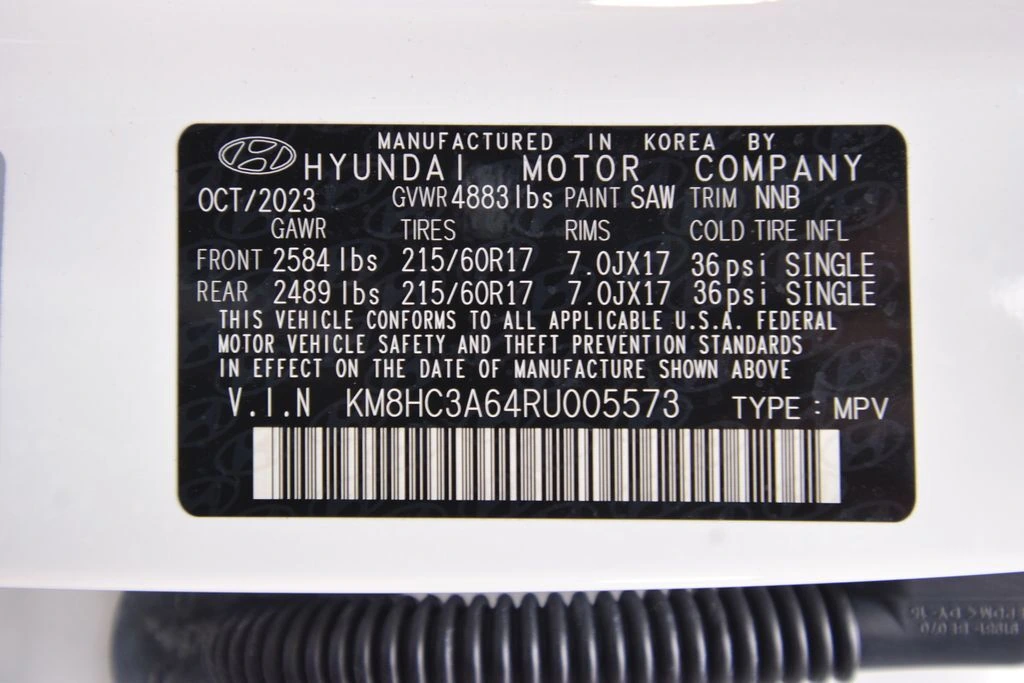 MANUFACTURED IN KOREA BY
HYUNDAI MOTOR COMPANY
OCT/2023 GVWR 4883lbs PAINT SAW TRIM NNB
GAWR TIRES RIMS COLD TIRE INFL
FRONT 2584 lbs 215/60R17 7.0JX17 36psi SINGLE
REAR 2489 lbs 215/60R17 7.0JX17 36psi SINGLE
THIS VEHICLE CONFORMS TO ALL APPLICABLE U.S.A. FEDERAL
MOTOR VEHICLE SAFETY AND THEFT PREVENTION STANDARDS
IN EFFECT ON THE DATE OF MANUFACTURE SHOWN ABOVE
V.I.N KM8HC3A64RU005573 TYPE : MPV